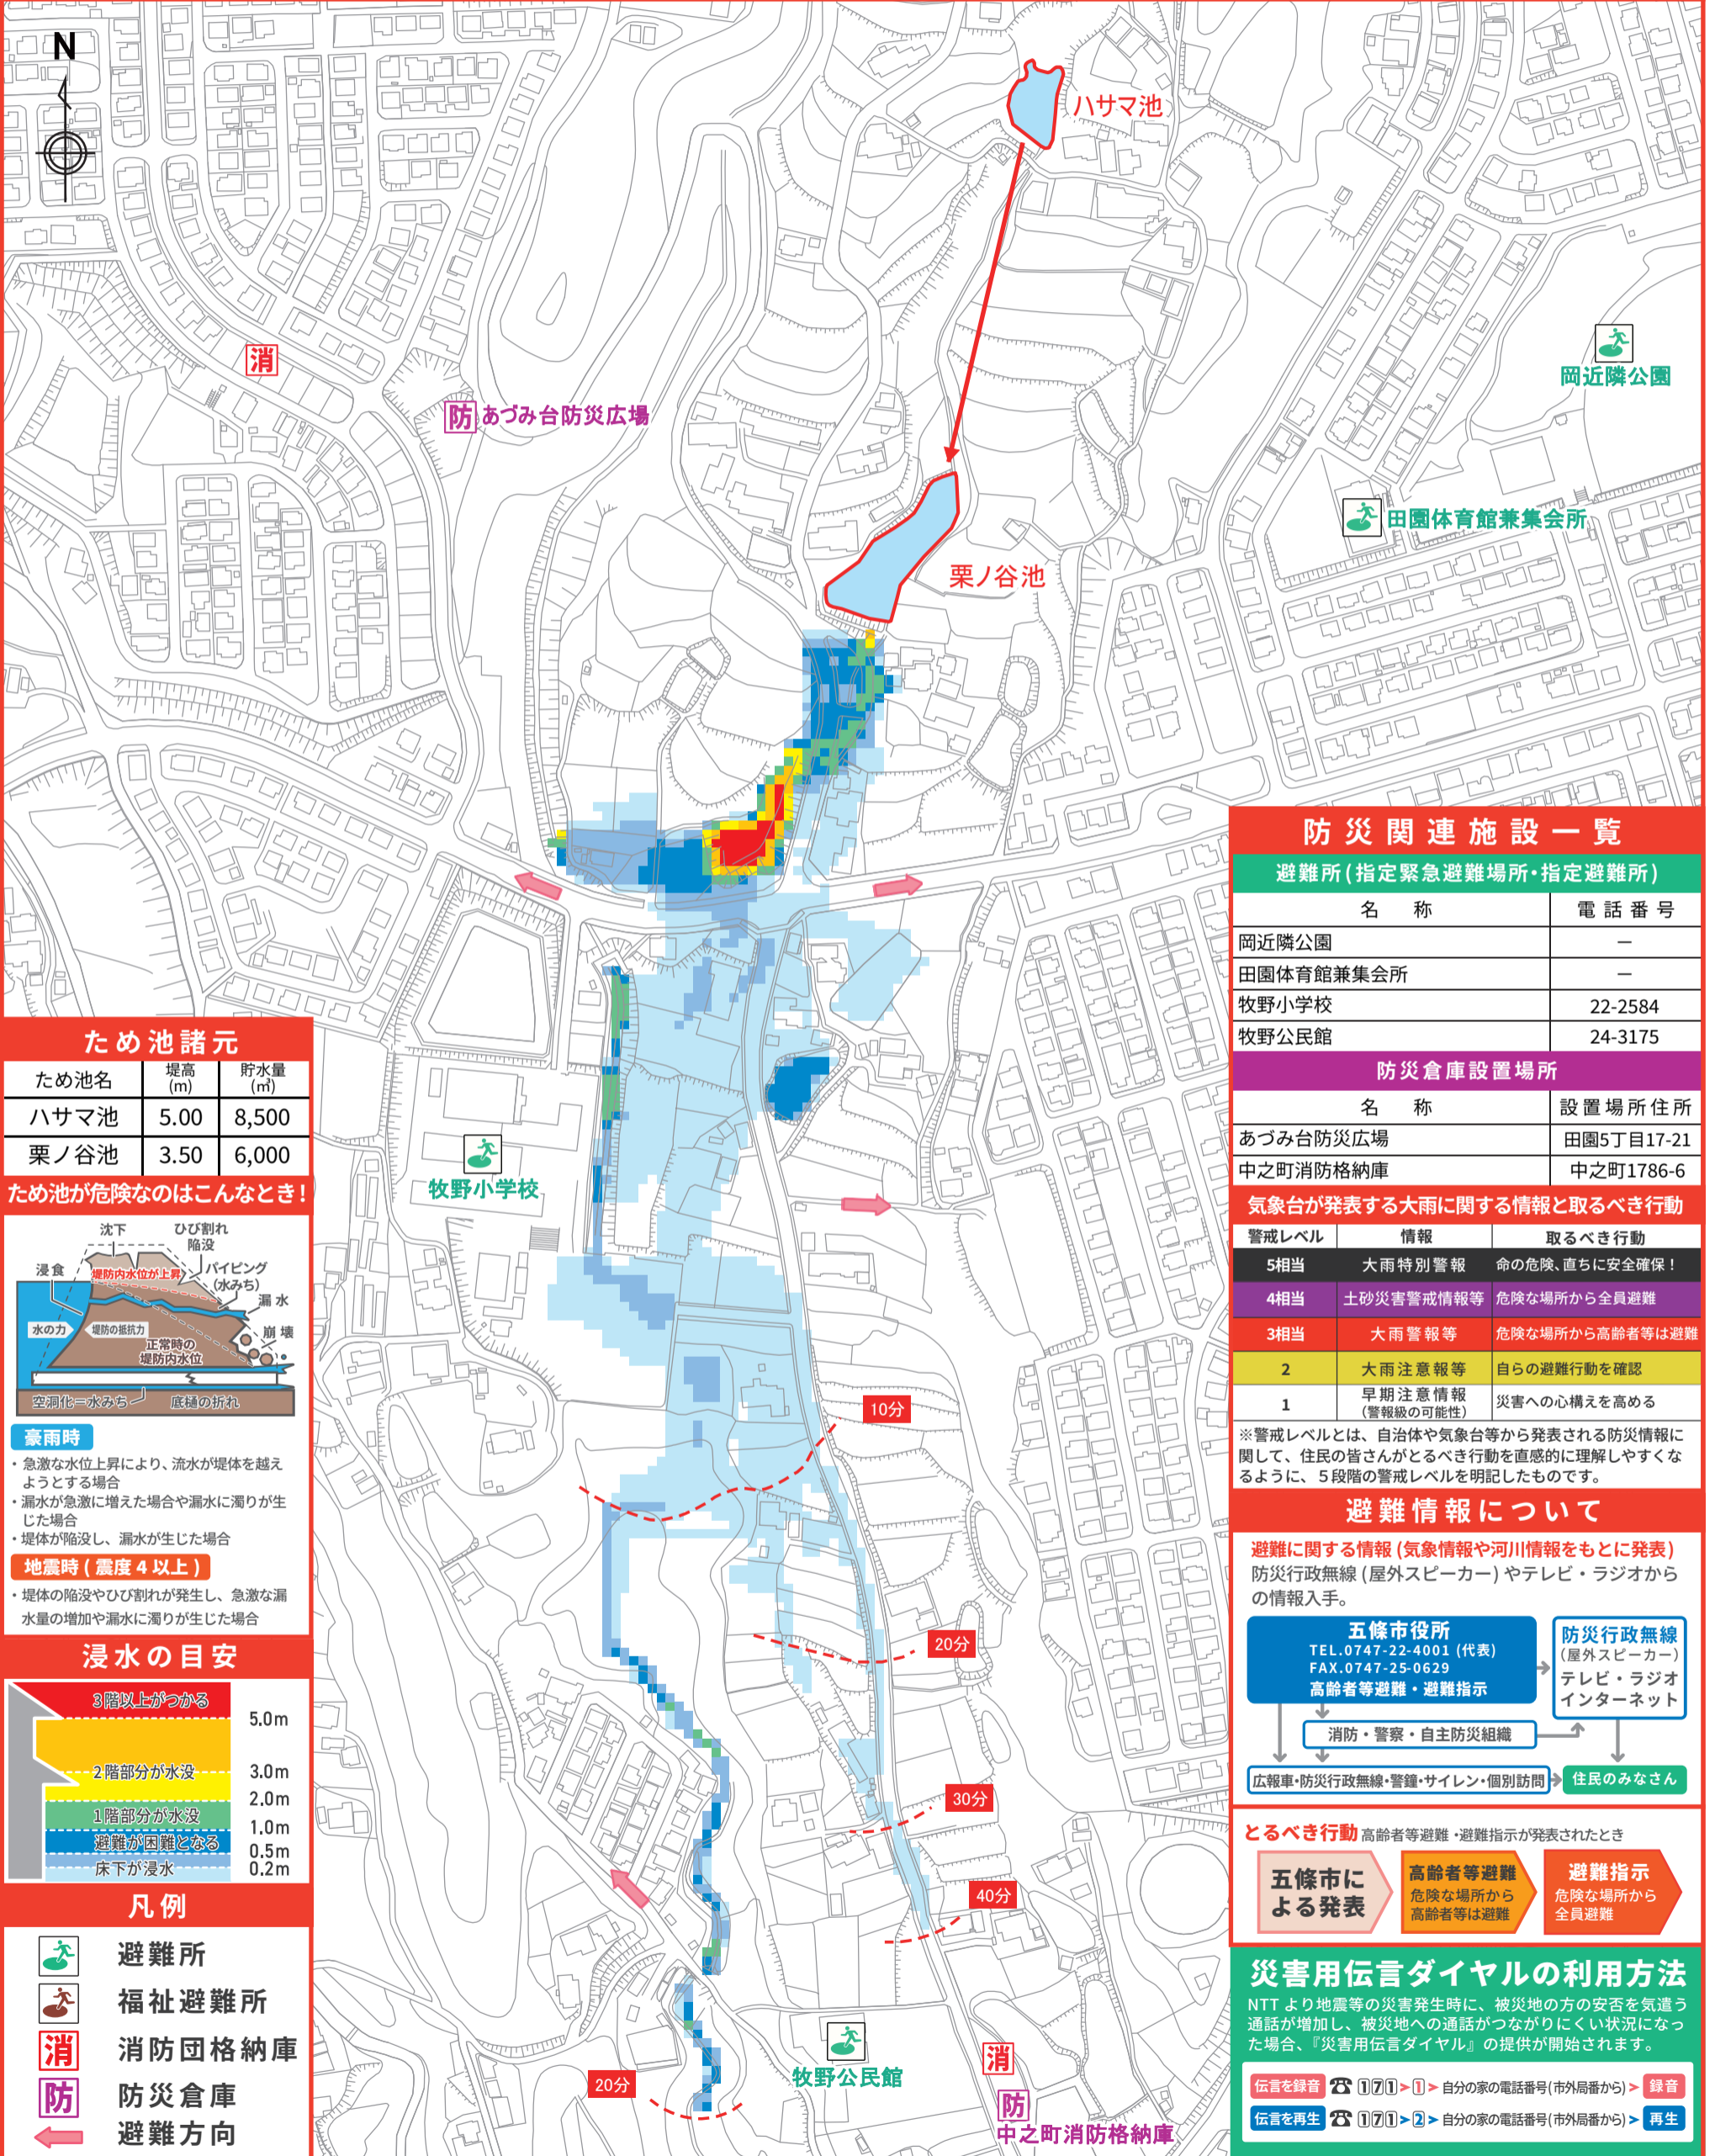 N
ハサマ池
消
防 あづみ台防災広場
岡近隣公園
田園体育館兼集会所
栗ノ谷池
牧野小学校
10分
20分
30分
40分
20分
牧野公民館
消
防
中之町消防格納庫
ため池諸元
ため池名 堤高(m) 貯水量(㎥)
ハサマ池 5.00 8,500
栗ノ谷池 3.50 6,000
ため池が危険なのはこんなとき!
沈下 ひび割れ
陥没
浸食 堤防内水位が上昇 パイピング
(水みち)
漏水
水の力 堤防の抵抗力 崩壊
正常時の
堤防内水位
空洞化=水みち 底樋の折れ
豪雨時
・急激な水位上昇により、流水が堤体を越え
ようとする場合
・漏水が急激に増えた場合や漏水に濁りが生
じた場合
・堤体が陥没し、漏水が生じた場合
地震時(震度4以上)
・堤体の陥没やひび割れが発生し、急激な漏
水量の増加や漏水に濁りが生じた場合
浸水の目安
3階以上がつかる
5.0m
2階部分が水没 3.0m
2.0m
1階部分が水没
1.0m
避難が困難となる
0.5m
床下が浸水 0.2m
凡例
避難所
福祉避難所
消 消防団格納庫
防 防災倉庫
避難方向
防災関連施設一覧
避難所(指定緊急避難場所・指定避難所)
名 称 電話番号
岡近隣公園 ―
田園体育館兼集会所 ―
牧野小学校 22-2584
牧野公民館 24-3175
防災倉庫設置場所
名 称 設置場所住所
あづみ台防災広場 田園5丁目17-21
中之町消防格納庫 中之町1786-6
気象台が発表する大雨に関する情報と取るべき行動
警戒レベル 情報 取るべき行動
5相当 大雨特別警報 命の危険、直ちに安全確保!
4相当 土砂災害警戒情報等 危険な場所から全員避難
3相当 大雨警報等 危険な場所から高齢者等は避難
2 大雨注意報等 自らの避難行動を確認
1 早期注意情報(警報級の可能性) 災害への心構えを高める
※警戒レベルとは、自治体や気象台等から発表される防災情報に
関して、住民の皆さんがとるべき行動を直感的に理解しやすくな
るように、5段階の警戒レベルを明記したものです。
避難情報について
避難に関する情報(気象情報や河川情報をもとに発表)
防災行政無線(屋外スピーカー)やテレビ・ラジオから
の情報入手。
五條市役所
TEL.0747-22-4001 (代表)
FAX.0747-25-0629
高齢者等避難・避難指示
防災行政無線
(屋外スピーカー)
テレビ・ラジオ
インターネット
消防・警察・自主防災組織
広報車・防災行政無線・警鐘・サイレン・個別訪問
住民のみなさん
とるべき行動 高齢者等避難・避難指示が発表されたとき
五條市に
よる発表
高齢者等避難
危険な場所から
高齢者等は避難
避難指示
危険な場所から
全員避難
災害用伝言ダイヤルの利用方法
NTTより地震等の災害発生時に、被災地の方の安否を気遣う
通話が増加し、被災地への通話がつながりにくい状況になっ
た場合、『災害用伝言ダイヤル』の提供が開始されます。
伝言を録音 ☎ 171>1>自分の家の電話番号(市外局番から)> 録音
伝言を再生 ☎ 171>2>自分の家の電話番号(市外局番から)> 再生